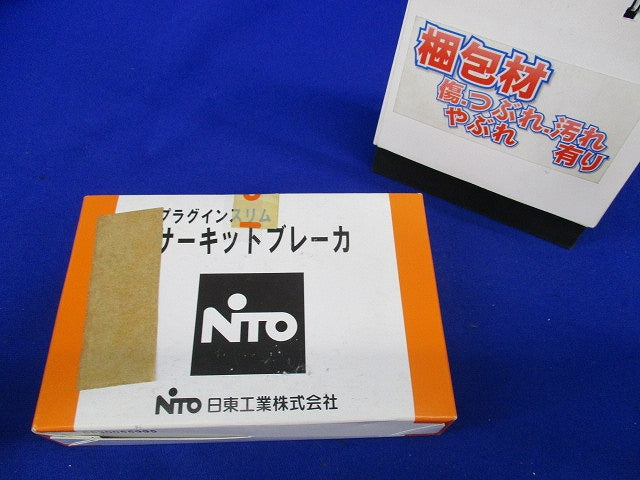 梱包材
傷.つぶれ.汚れ
やぶれ 有り
プラグインスリム
サーキットブレーカ
NiTO
NiTO 日東工業株式会社